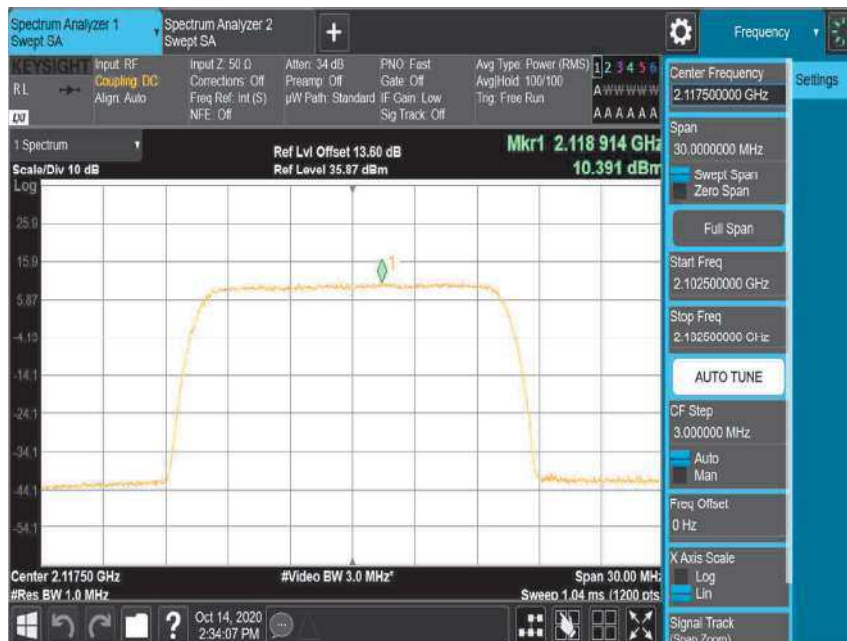 Spectrum Analyzer 1
Swept SA
Spectrum Analyzer 2
Swept SA
Frequency
KEYSIGHT
RL
LXI
Input: RF
Coupling: DC
Align: Auto
Input Z: 50 Ω
Corrections: Off
Freq Ref: Int (S)
NFE: Off
Atten: 34 dB
Preamp: Off
µW Path: Standard
PNO: Fast
Gate: Off
IF Gain: Low
Sig Track: Off
Avg Type: Power (RMS)
Avg|Hold: 100/100
Trig: Free Run
1 2 3 4 5 6
A W W W W W
A A A A A A
1 Spectrum
Scale/Div 10 dB
Ref Lvl Offset 13.60 dB
Ref Level 35.87 dBm
Mkr1 2.118 914 GHz
10.391 dBm
Log
25.9
15.9
5.87
-4.13
-14.1
-24.1
-34.1
-44.1
-54.1
1
Center 2.11750 GHz
#Res BW 1.0 MHz
#Video BW 3.0 MHz*
Span 30.00 MHz
Sweep 1.04 ms (1200 pts
Oct 14, 2020
2:34:07 PM
Center Frequency
2.117500000 GHz
Settings
Span
30.0000000 MHz
Swept Span
Zero Span
Full Span
Start Freq
2.102500000 GHz
Stop Freq
2.132500000 GHz
AUTO TUNE
CF Step
3.000000 MHz
Auto
Man
Freq Offset
0 Hz
X Axis Scale
Log
Lin
Signal Track
(Span Zoom)